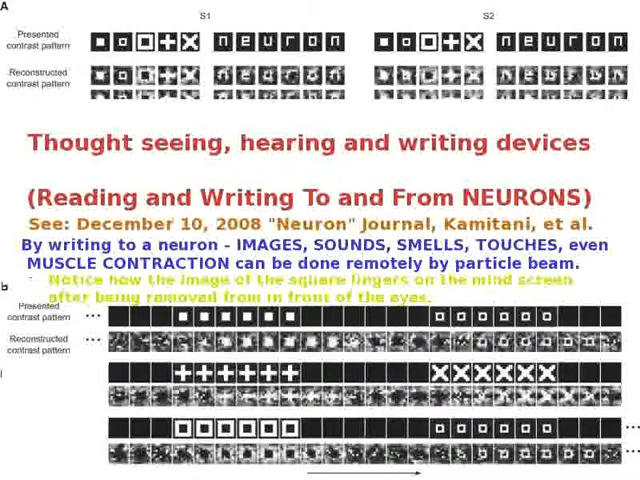 A
S1 S2
Presented
contrast pattern
neuron neuron
Reconstructed
contrast pattern
Thought seeing, hearing and writing devices
(Reading and Writing To and From NEURONS)
See: December 10, 2008 "Neuron" Journal, Kamitani, et al.
By writing to a neuron - IMAGES, SOUNDS, SMELLS, TOUCHES, even
MUSCLE CONTRACTION can be done remotely by particle beam.
Notice how the image of the square lingers on the mind screen
after being removed from in front of the eyes.
Presented
contrast pattern
Reconstructed
contrast pattern